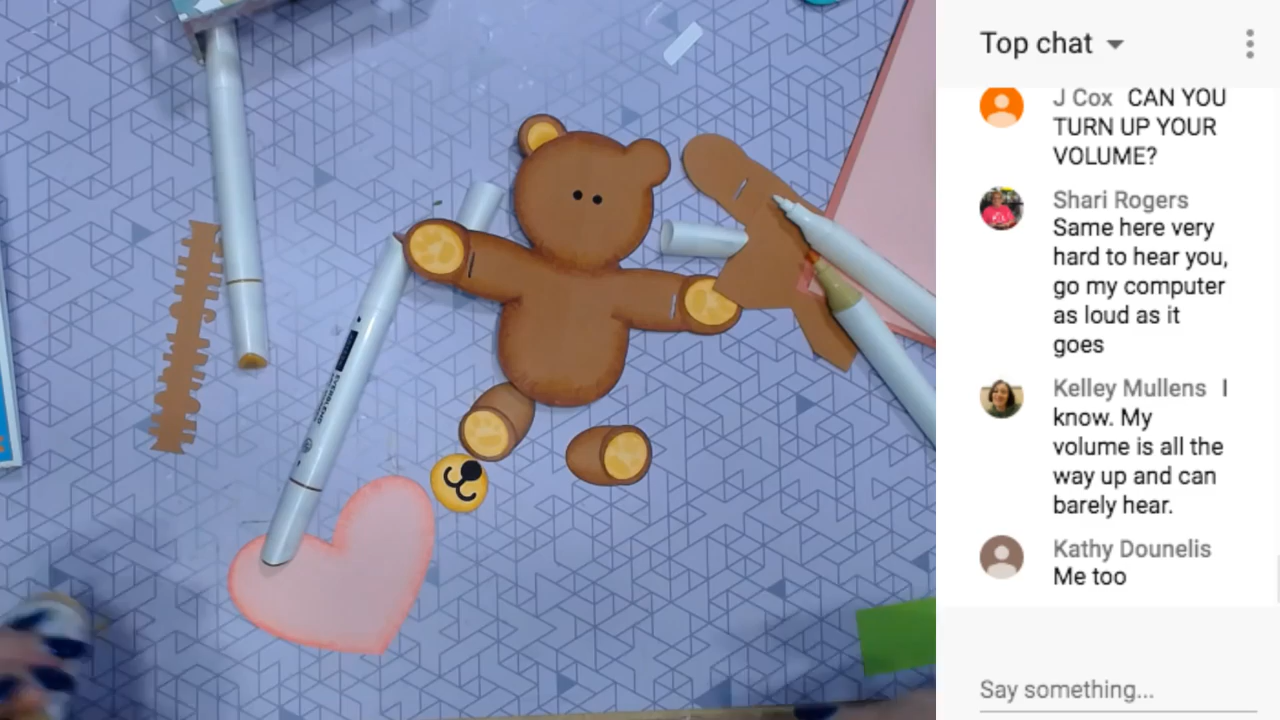 Top chat
J Cox CAN YOU
TURN UP YOUR
VOLUME?
Shari Rogers
Same here very
hard to hear you,
go my computer
as loud as it
goes
Kelley Mullens I
know. My
volume is all the
way up and can
barely hear.
Kathy Dounelis
Me too
Say something...